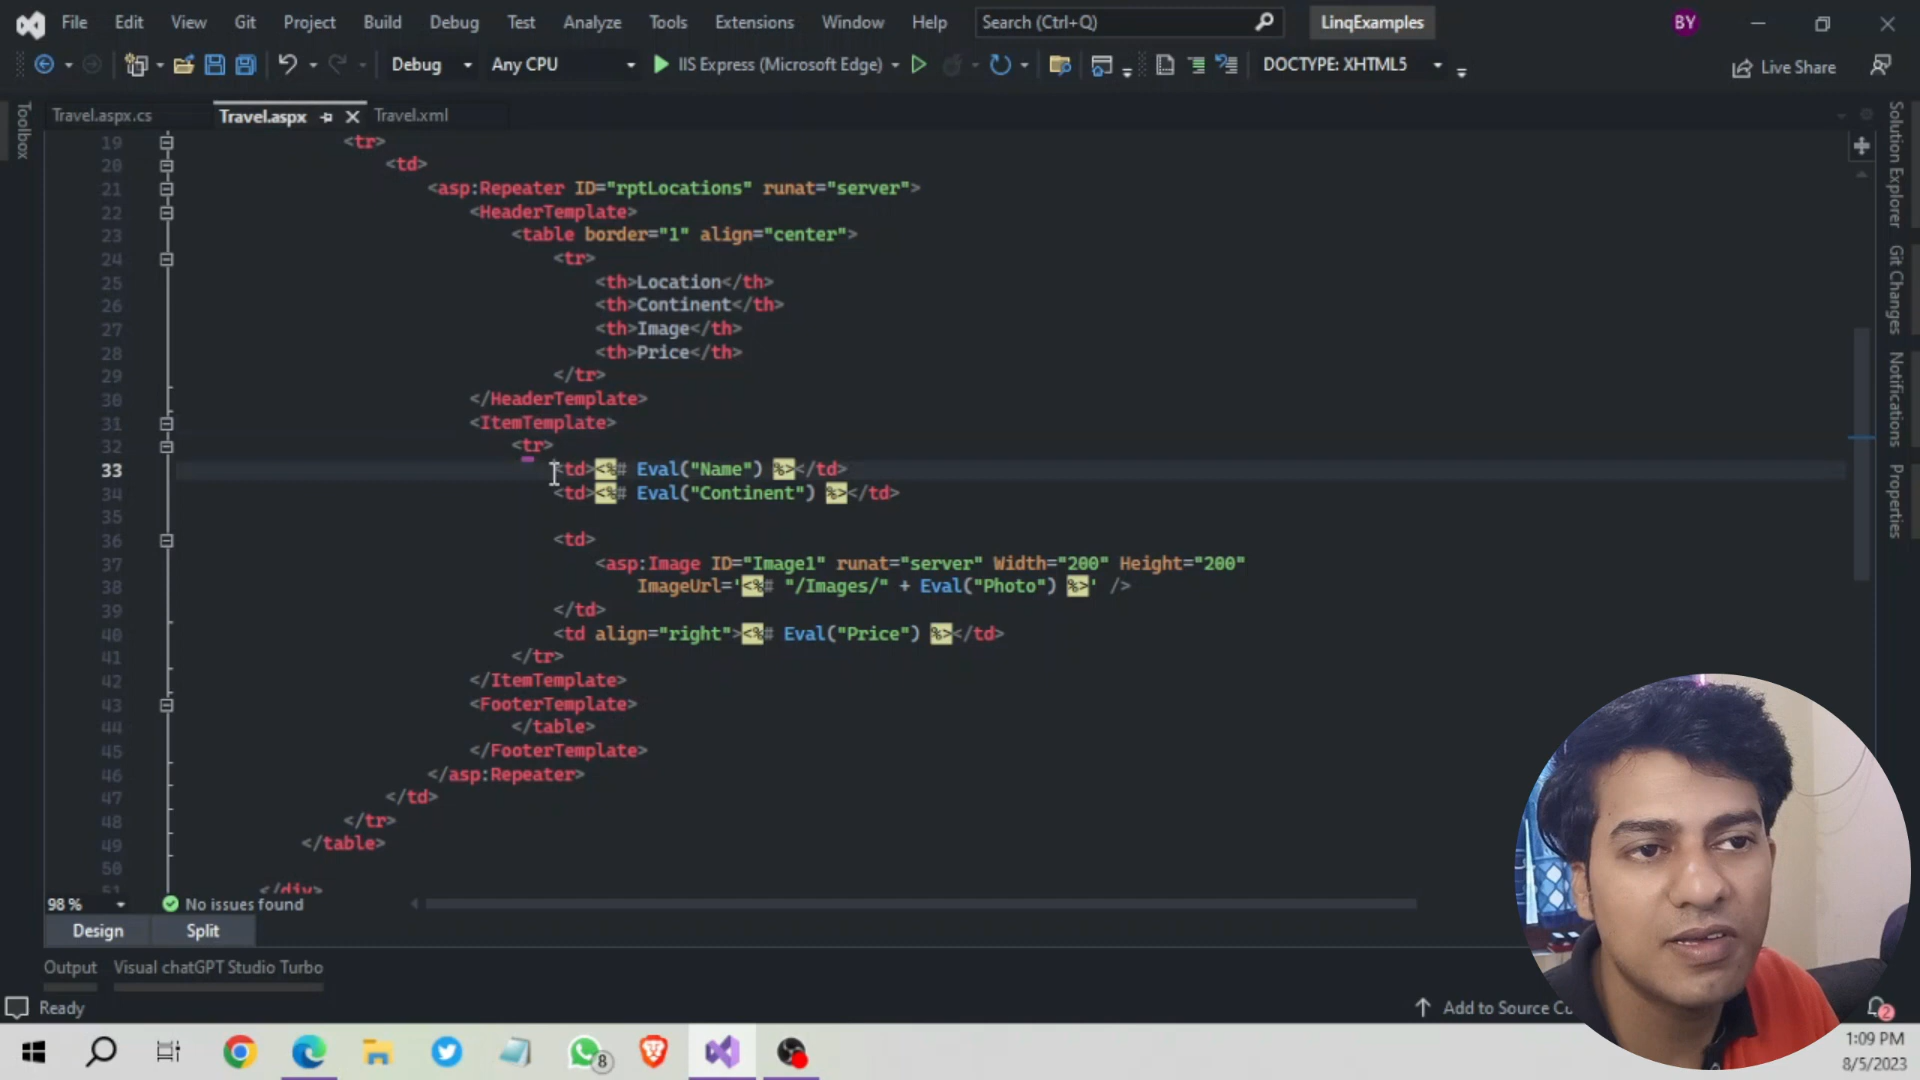 File Edit View Git Project Build Debug Test Analyze Tools Extensions Window Help Search (Ctrl+Q) LinqExamples BY
Debug Any CPU IIS Express (Microsoft Edge) DOCTYPE: XHTML5 Live Share
Toolbox
Travel.aspx.cs Travel.aspx Travel.xml
19 <tr>
20 <td>
21 <asp:Repeater ID="rptLocations" runat="server">
22 <HeaderTemplate>
23 <table border="1" align="center">
24 <tr>
25 <th>Location</th>
26 <th>Continent</th>
27 <th>Image</th>
28 <th>Price</th>
29 </tr>
30 </HeaderTemplate>
31 <ItemTemplate>
32 <tr>
33 <td><%# Eval("Name") %></td>
34 <td><%# Eval("Continent") %></td>
35
36 <td>
37 <asp:Image ID="Image1" runat="server" Width="200" Height="200"
38 ImageUrl='<%# "/Images/" + Eval("Photo") %>' />
39 </td>
40 <td align="right"><%# Eval("Price") %></td>
41 </tr>
42 </ItemTemplate>
43 <FooterTemplate>
44 </table>
45 </FooterTemplate>
46 </asp:Repeater>
47 </td>
48 </tr>
49 </table>
50
51 </div>
Solution Explorer
Git Changes
Notifications
Properties
98 % No issues found
Design Split
Output Visual chatGPT Studio Turbo
Ready Add to Source Co 2
8
1:09 PM
8/5/2023